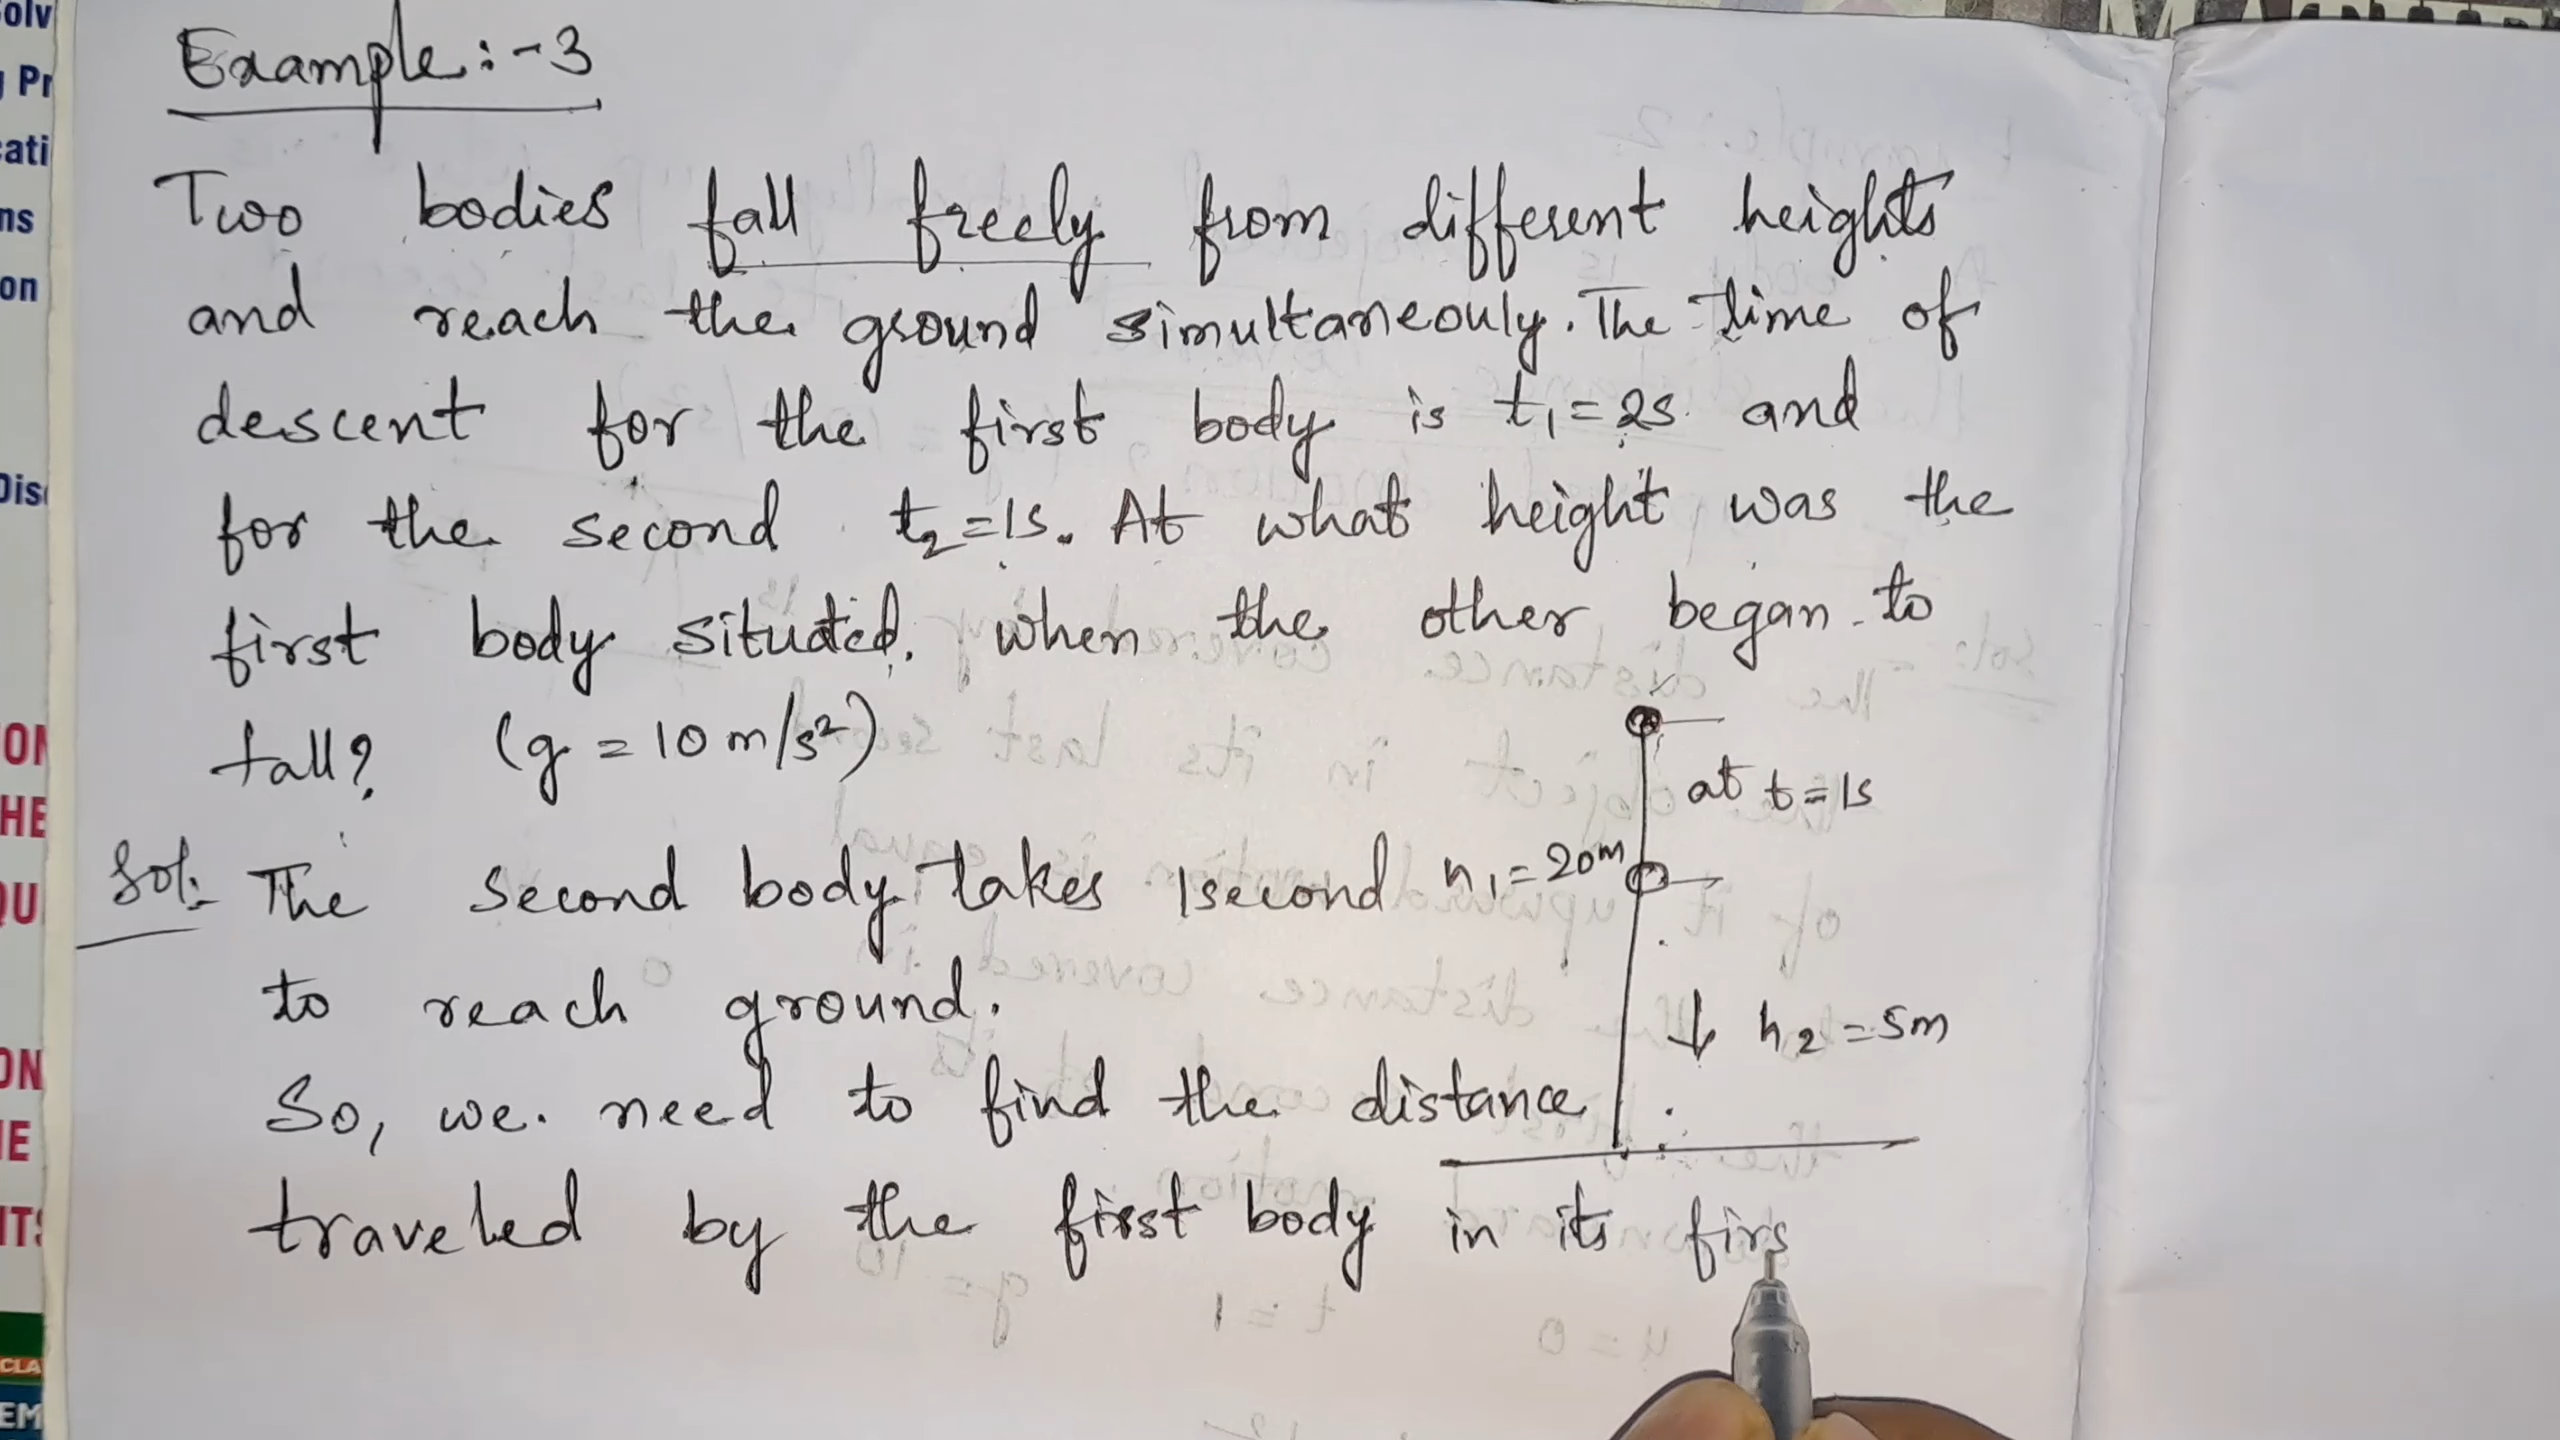 Example:-3
Two bodies fall freely from different heights
and reach the ground simultaneouly. The time of
descent for the first body is t₁=2s and
for the second t₂=1s. At what height was the
first body situated. when the other began to
fall? (g = 10 m/s²)
at t=1s
Sol: The second body takes 1second h₁=20m
to reach ground.
h₂=5m
So, we need to find the distance
traveled by the first body in its firs